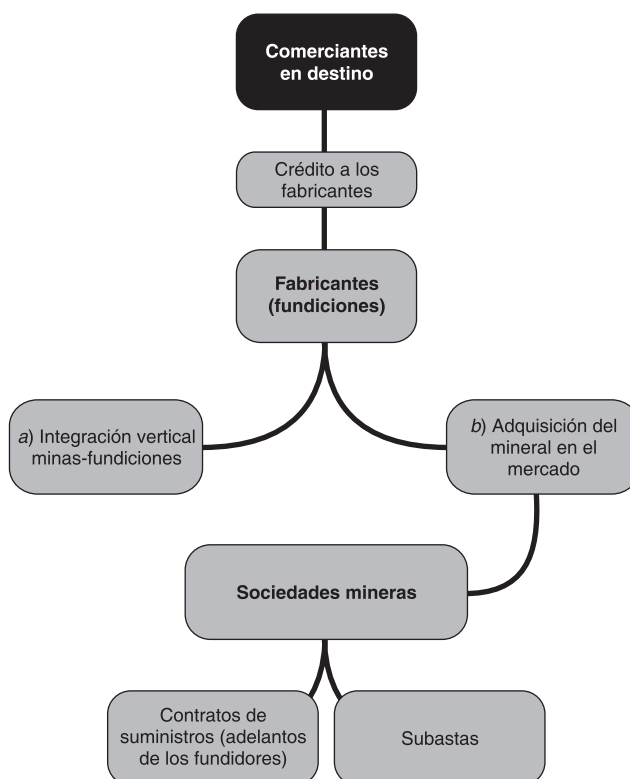 Comerciantes
en destino
Crédito a los
fabricantes
Fabricantes
(fundiciones)
a) Integración vertical
minas-fundiciones
b) Adquisición del
mineral en el
mercado
Sociedades mineras
Contratos de
suministros (adelantos
de los fundidores)
Subastas